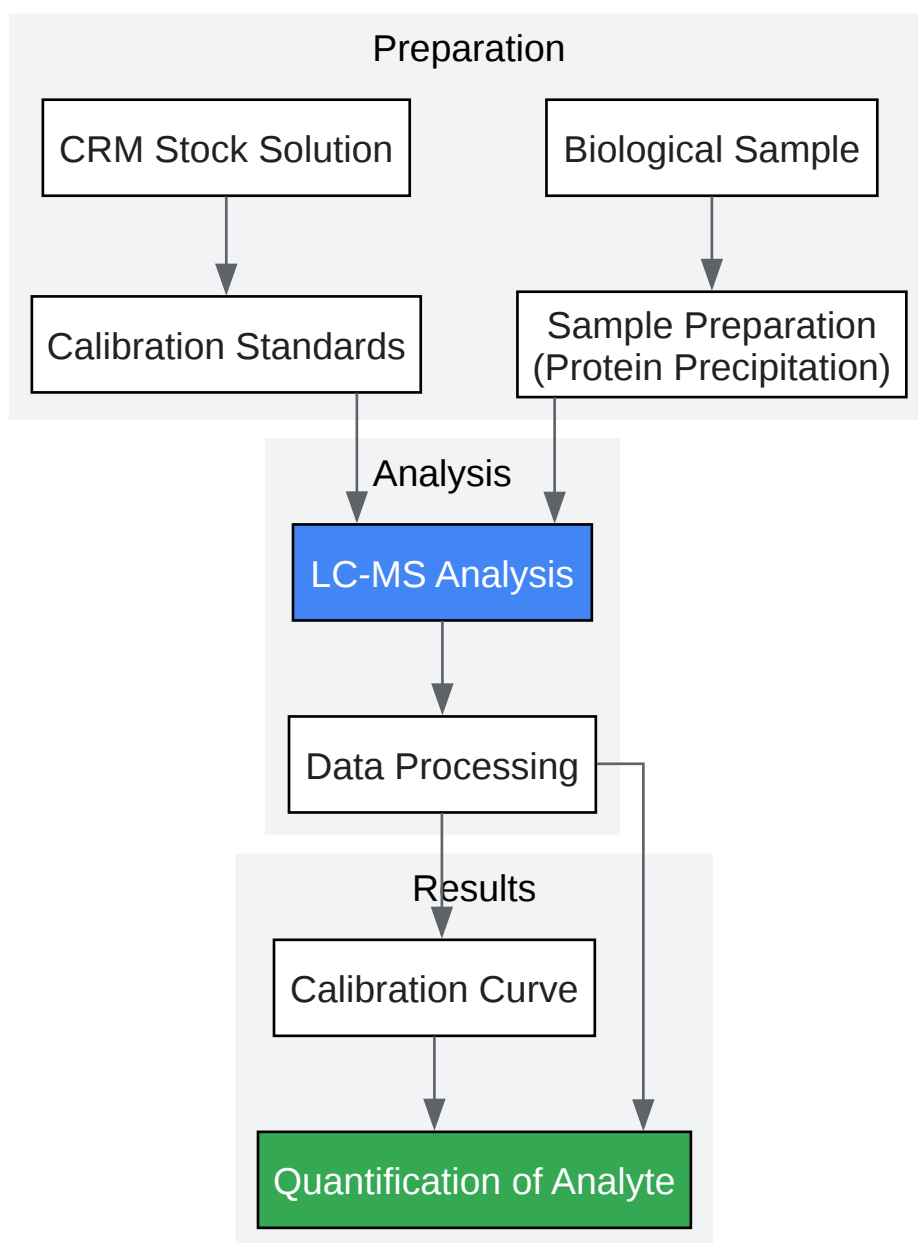 Preparation
CRM Stock Solution
Biological Sample
Calibration Standards
Sample Preparation
(Protein Precipitation)
Analysis
LC-MS Analysis
Data Processing
Results
Calibration Curve
Quantification of Analyte